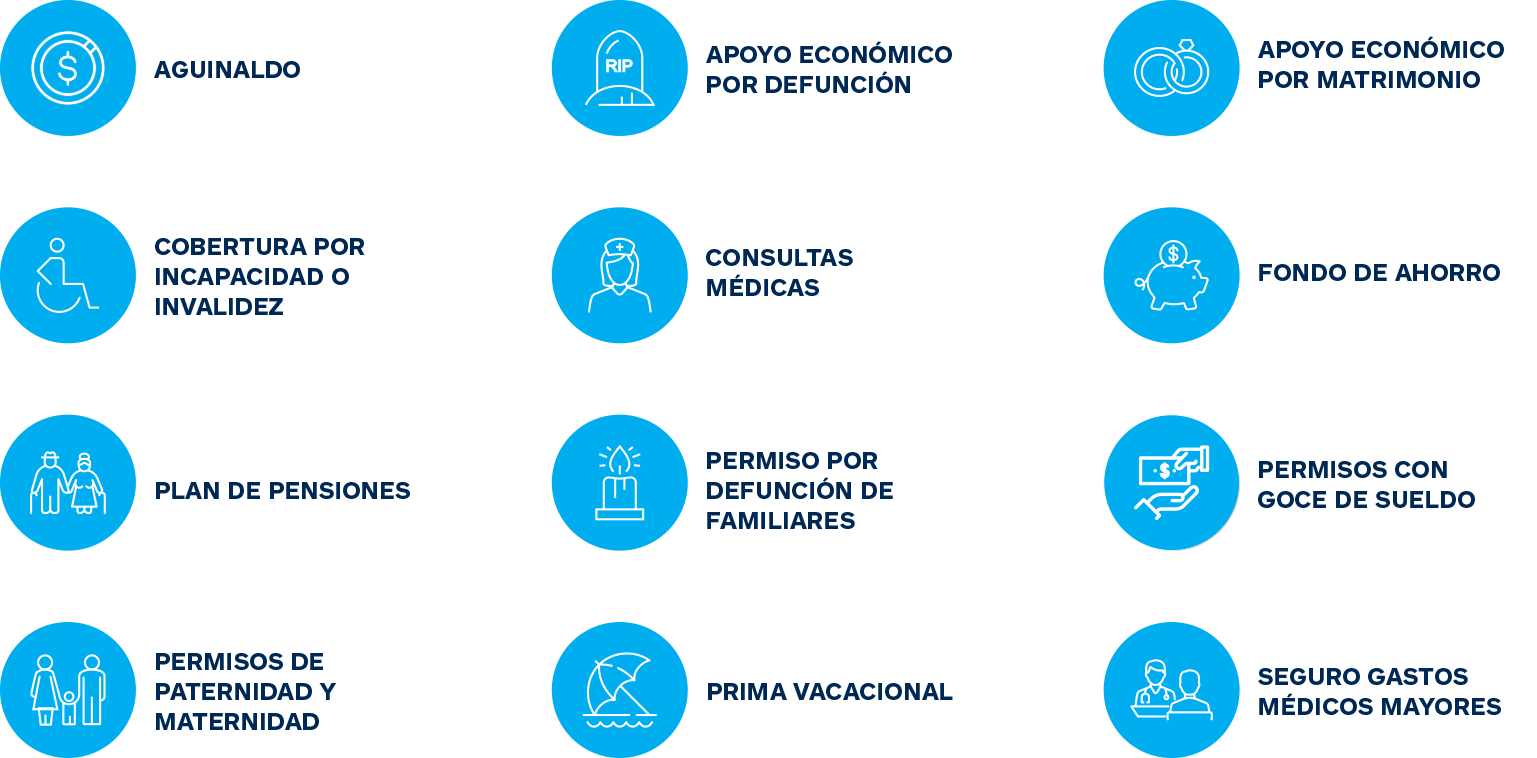 AGUINALDO
RIP
APOYO ECONÓMICO
POR DEFUNCIÓN
APOYO ECONÓMICO
POR MATRIMONIO
COBERTURA POR
INCAPACIDAD O
INVALIDEZ
CONSULTAS
MÉDICAS
FONDO DE AHORRO
PLAN DE PENSIONES
PERMISO POR
DEFUNCIÓN DE
FAMILIARES
PERMISOS CON
GOCE DE SUELDO
PERMISOS DE
PATERNIDAD Y
MATERNIDAD
PRIMA VACACIONAL
SEGURO GASTOS
MÉDICOS MAYORES